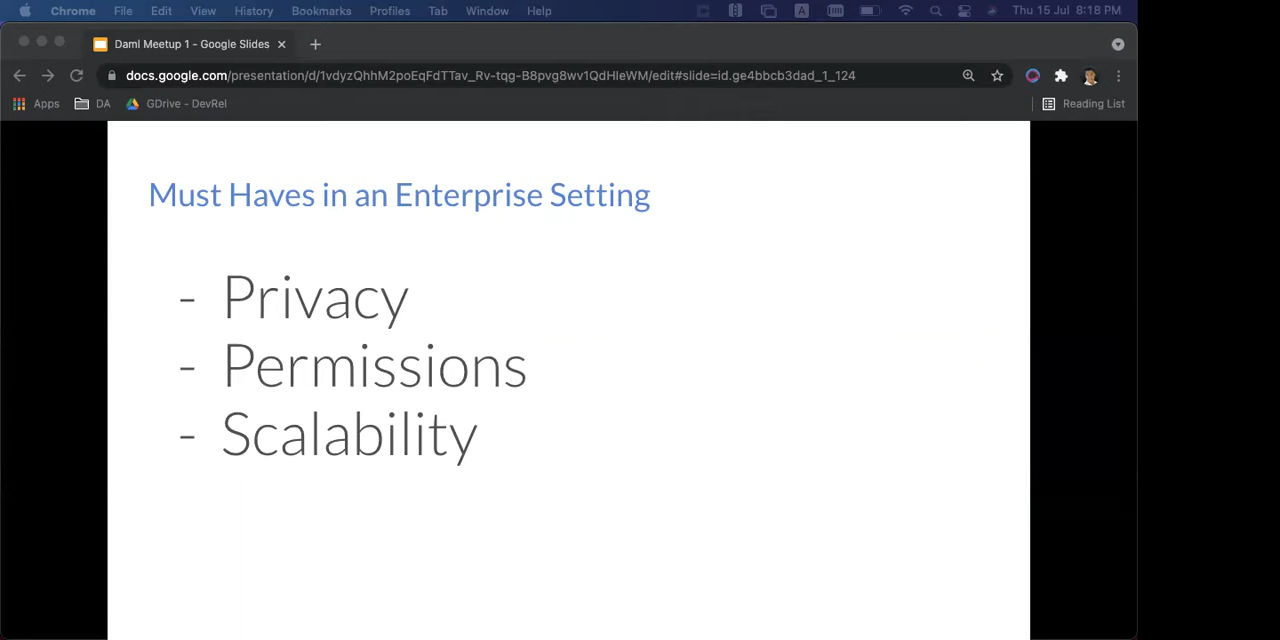 Chrome File Edit View History Bookmarks Profiles Tab Window Help A Thu 15 Jul 8:18 PM
Daml Meetup 1 - Google Slides
docs.google.com/presentation/d/1vdyzQhhM2poEqFdTTav_Rv-tqg-B8pvg8wv1QdHIeWM/edit#slide=id.ge4bbcb3dad_1_124
Apps DA GDrive - DevRel Reading List
Must Haves in an Enterprise Setting
- Privacy
- Permissions
- Scalability